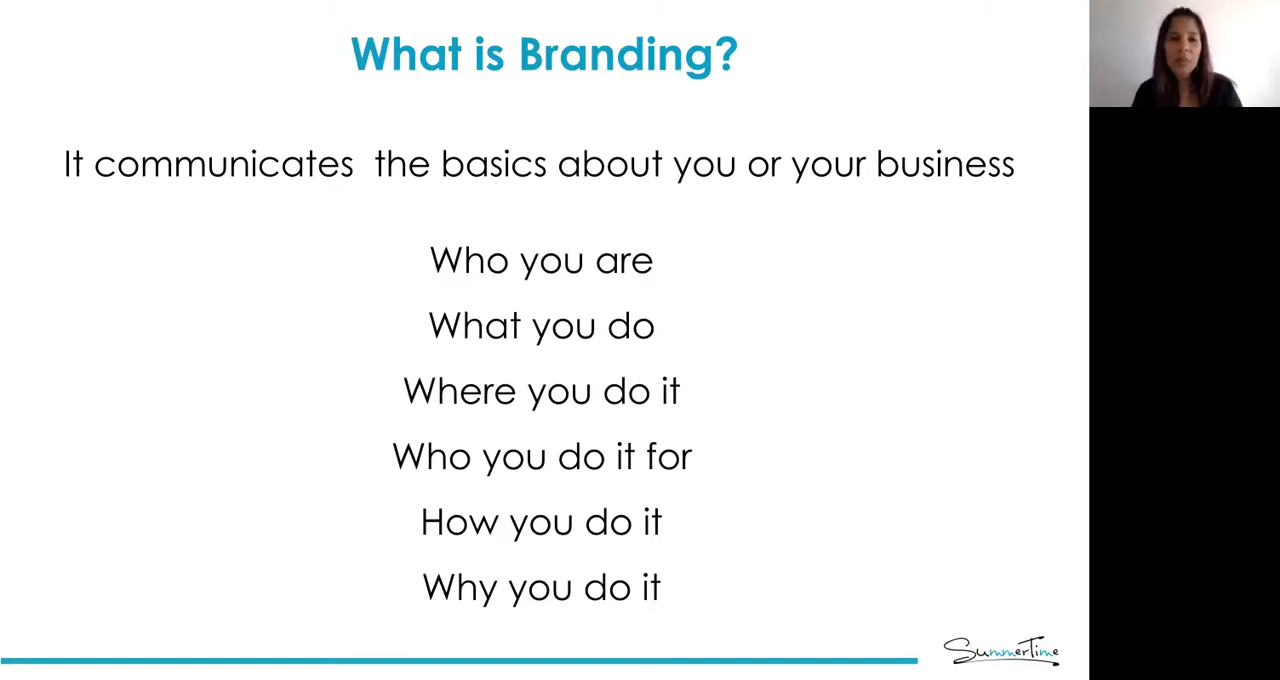 What is Branding?
It communicates  the basics about you or your business
Who you are
What you do
Where you do it
Who you do it for
How you do it
Why you do it
SummerTime